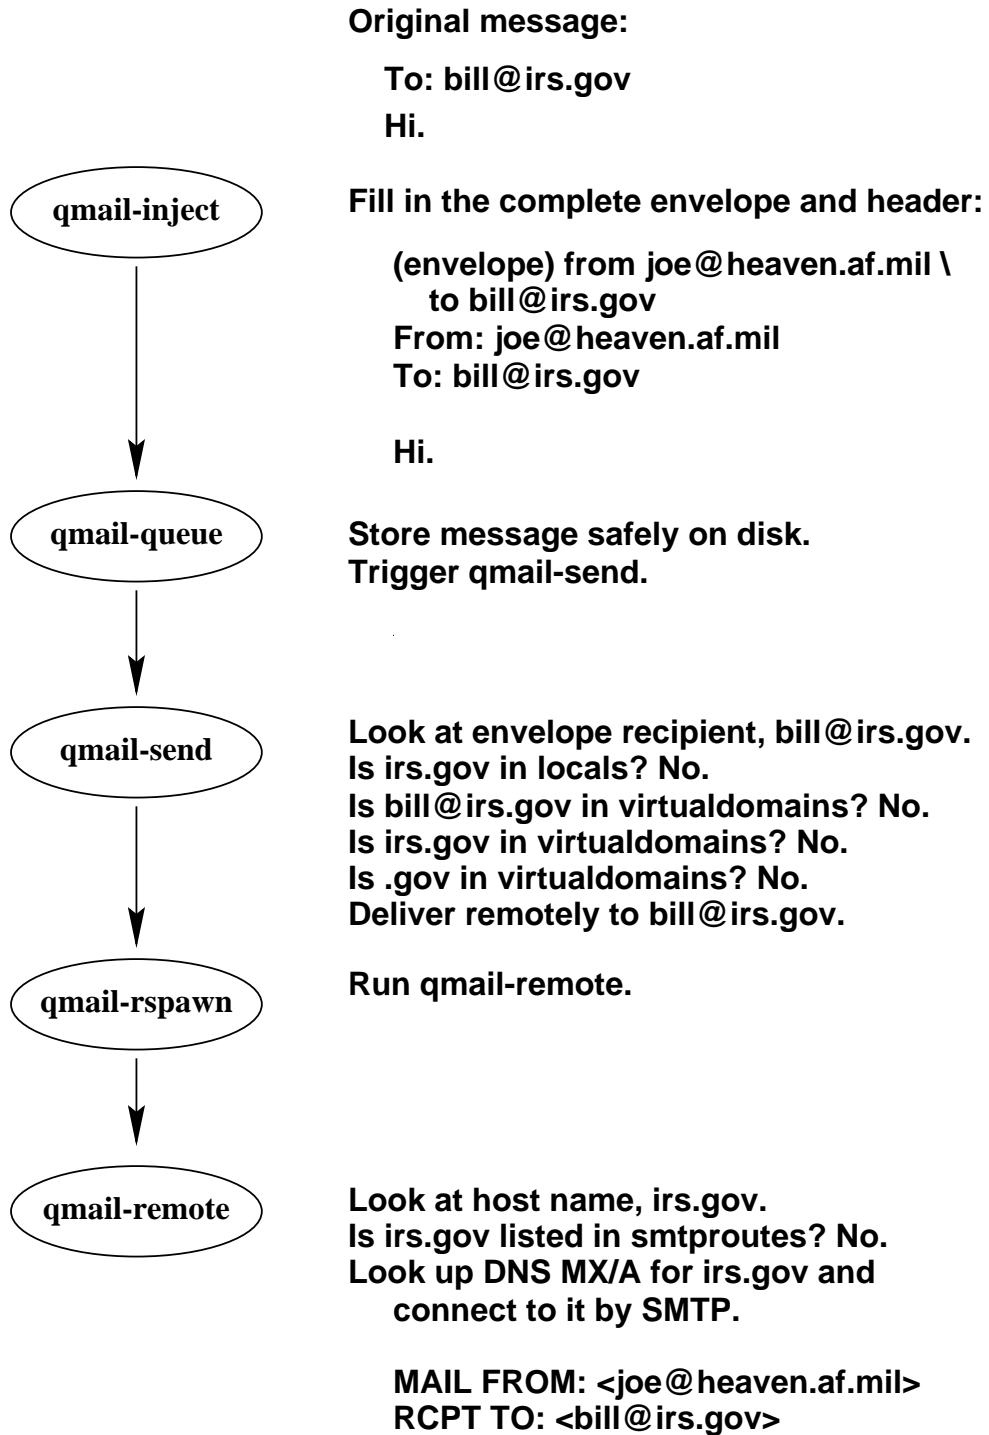 Original message:
To: bill@irs.gov
Hi.
qmail-inject
Fill in the complete envelope and header:
(envelope) from joe@heaven.af.mil \
to bill@irs.gov
From: joe@heaven.af.mil
To: bill@irs.gov
Hi.
qmail-queue
Store message safely on disk.
Trigger qmail-send.
qmail-send
Look at envelope recipient, bill@irs.gov.
Is irs.gov in locals? No.
Is bill@irs.gov in virtualdomains? No.
Is irs.gov in virtualdomains? No.
Is .gov in virtualdomains? No.
Deliver remotely to bill@irs.gov.
qmail-rspawn
Run qmail-remote.
qmail-remote
Look at host name, irs.gov.
Is irs.gov listed in smtproutes? No.
Look up DNS MX/A for irs.gov and
connect to it by SMTP.
MAIL FROM: <joe@heaven.af.mil>
RCPT TO: <bill@irs.gov>